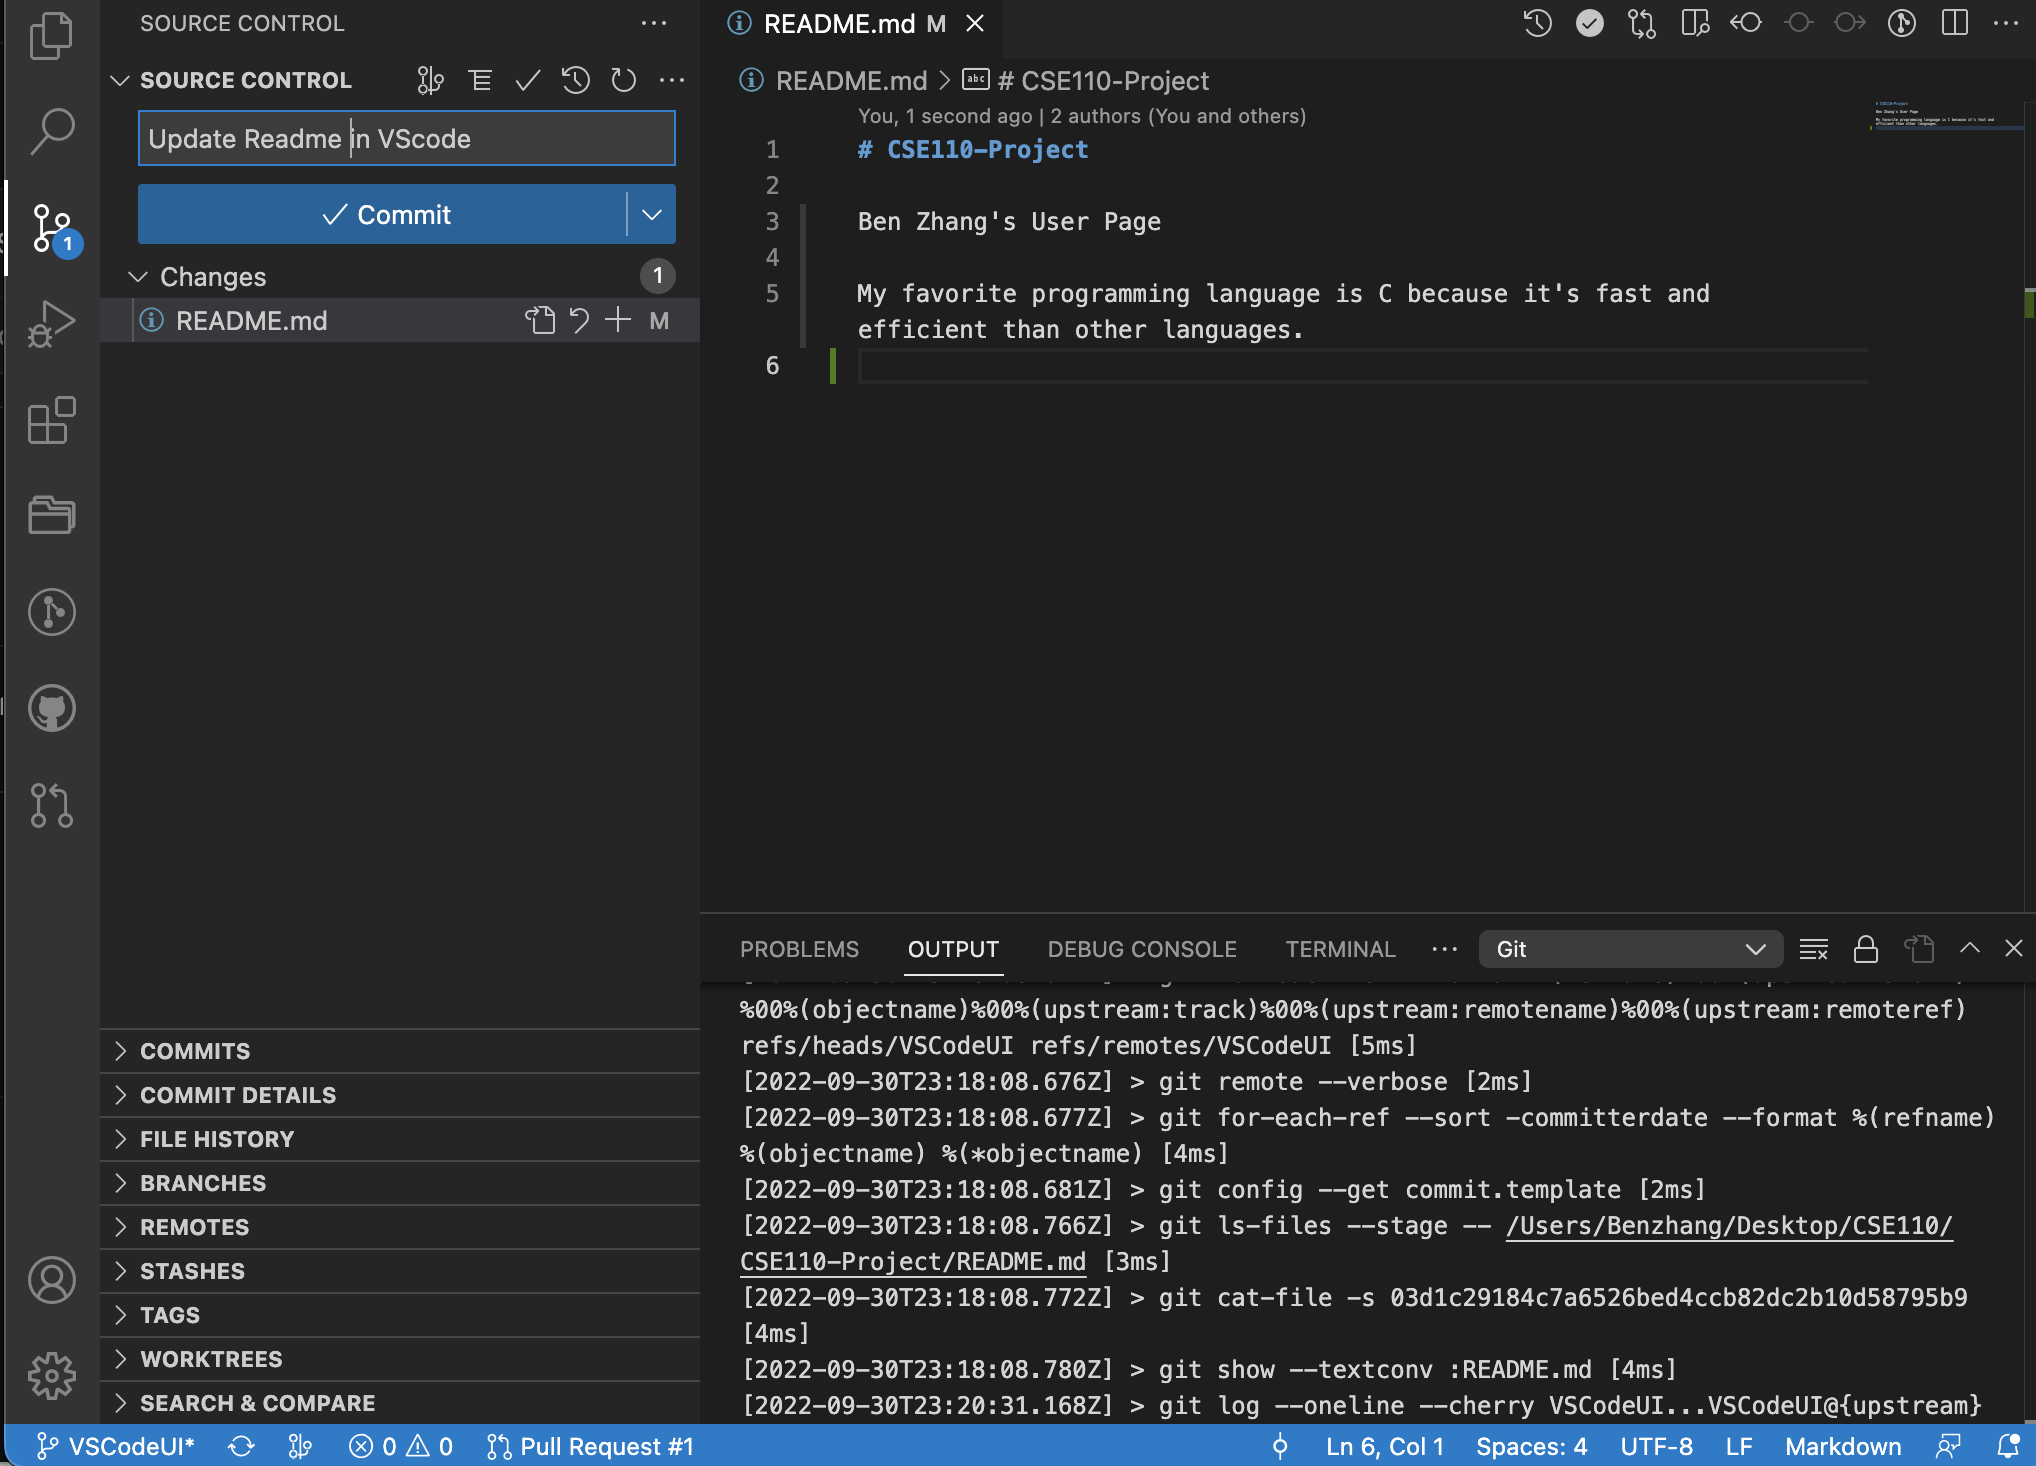 SOURCE CONTROL
SOURCE CONTROL
Update Readme in VScode
Commit
Changes
1
README.md
M
1
COMMITS
COMMIT DETAILS
FILE HISTORY
BRANCHES
REMOTES
STASHES
TAGS
WORKTREES
SEARCH & COMPARE
README.md M
README.md > abc # CSE110-Project
You, 1 second ago | 2 authors (You and others)
1 # CSE110-Project
2
3 Ben Zhang's User Page
4
5 My favorite programming language is C because it's fast and
efficient than other languages.
6
PROBLEMS OUTPUT DEBUG CONSOLE TERMINAL Git
%00%(objectname)%00%(upstream:track)%00%(upstream:remotename)%00%(upstream:remoteref)
refs/heads/VSCodeUI refs/remotes/VSCodeUI [5ms]
[2022-09-30T23:18:08.676Z] > git remote --verbose [2ms]
[2022-09-30T23:18:08.677Z] > git for-each-ref --sort -committerdate --format %(refname)
%(objectname) %(*objectname) [4ms]
[2022-09-30T23:18:08.681Z] > git config --get commit.template [2ms]
[2022-09-30T23:18:08.766Z] > git ls-files --stage -- /Users/Benzhang/Desktop/CSE110/
CSE110-Project/README.md [3ms]
[2022-09-30T23:18:08.772Z] > git cat-file -s 03d1c29184c7a6526bed4ccb82dc2b10d58795b9
[4ms]
[2022-09-30T23:18:08.780Z] > git show --textconv :README.md [4ms]
[2022-09-30T23:20:31.168Z] > git log --oneline --cherry VSCodeUI...VSCodeUI@{upstream}
VSCodeUI* 0 0 Pull Request #1 Ln 6, Col 1 Spaces: 4 UTF-8 LF Markdown